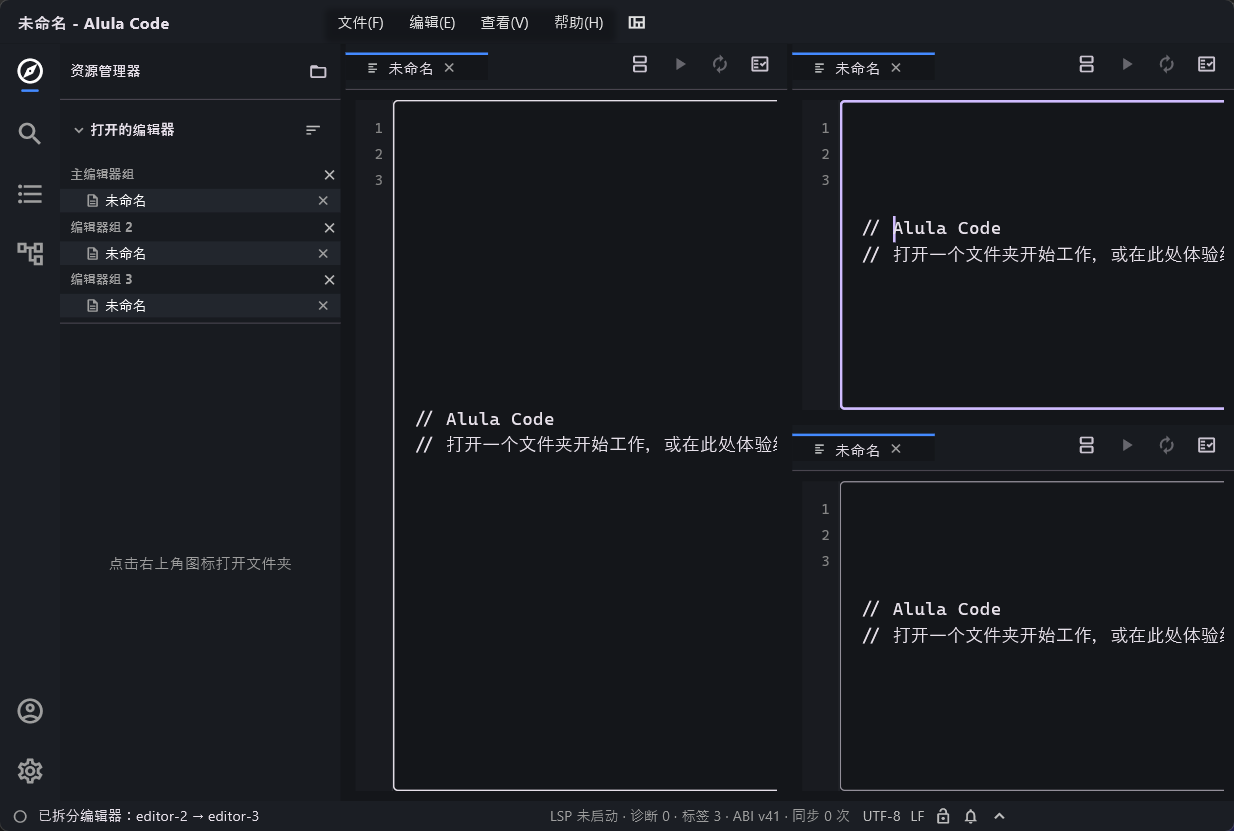 未命名 - Alula Code
文件(F) 编辑(E) 查看(V) 帮助(H)
资源管理器
打开的编辑器
主编辑器组
未命名
编辑器组 2
未命名
编辑器组 3
未命名
点击右上角图标打开文件夹
未命名
1
2
3
// Alula Code
// 打开一个文件夹开始工作, 或在此处体验
未命名
1
2
3
// Alula Code
// 打开一个文件夹开始工作, 或在此处体验
未命名
1
2
3
// Alula Code
// 打开一个文件夹开始工作, 或在此处体验
已拆分编辑器：editor-2 → editor-3
LSP 未启动 · 诊断 0 · 标签 3 · ABI v41 · 同步 0 次 UTF-8 LF